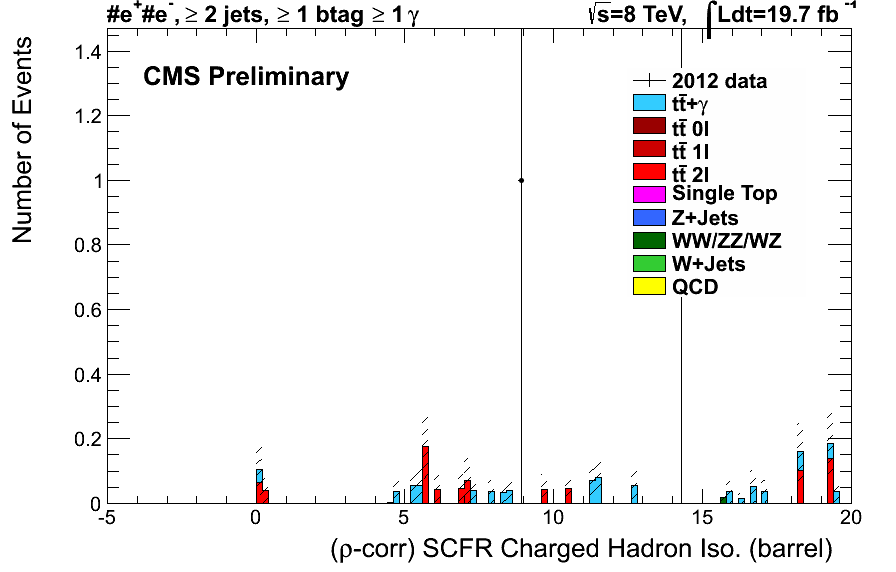 #e⁺#e⁻, ≥ 2 jets, ≥ 1 btag ≥ 1 γ
√s=8 TeV, ∫Ldt=19.7 fb⁻¹
CMS Preliminary
2012 data
tt̄+γ
tt̄ 0l
tt̄ 1l
tt̄ 2l
Single Top
Z+Jets
WW/ZZ/WZ
W+Jets
QCD
Number of Events
1.4
1.2
1
0.8
0.6
0.4
0.2
0
-5 0 5 10 15 20
(ρ-corr) SCFR Charged Hadron Iso. (barrel)